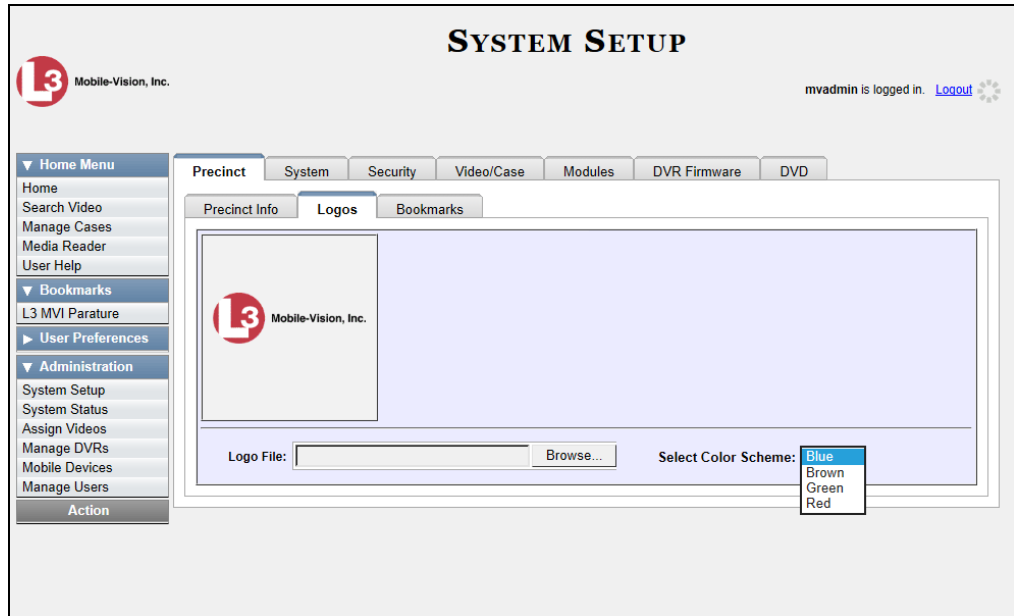 SYSTEM SETUP
L3 Mobile-Vision, Inc.
mvadmin is logged in. Logout
▼ Home Menu
Home
Search Video
Manage Cases
Media Reader
User Help
▼ Bookmarks
L3 MVI Parature
► User Preferences
▼ Administration
System Setup
System Status
Assign Videos
Manage DVRs
Mobile Devices
Manage Users
Action
Precinct System Security Video/Case Modules DVR Firmware DVD
Precinct Info Logos Bookmarks
L3 Mobile-Vision, Inc.
Logo File: Browse... Select Color Scheme: Blue
Brown
Green
Red